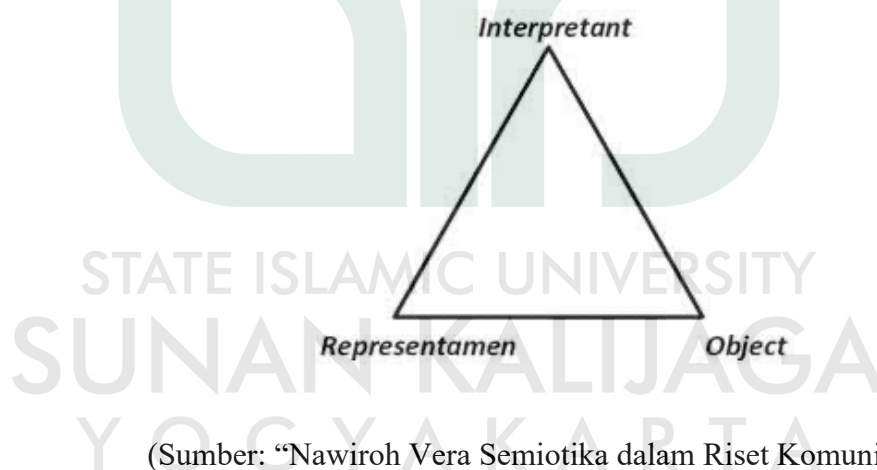 Interpretant
STATE ISLAMIC UNIVERSITY
Representamen Object
SUNAN KALIJAGA
YOGYAKARTA
(Sumber: “Nawiroh Vera Semiotika dalam Riset Komuni